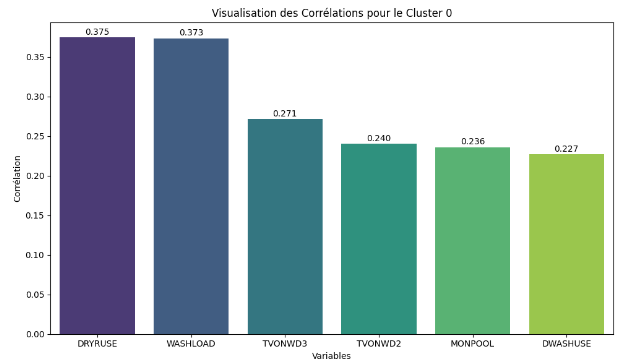 Visualisation des Corrélations pour le Cluster 0
Corrélation
0.35
0.30
0.25
0.20
0.15
0.10
0.05
0.00
0.375
0.373
0.271
0.240
0.236
0.227
DRYRUSE
WASHLOAD
TVONWD3
TVONWD2
MONPOOL
DWASHUSE
Variables